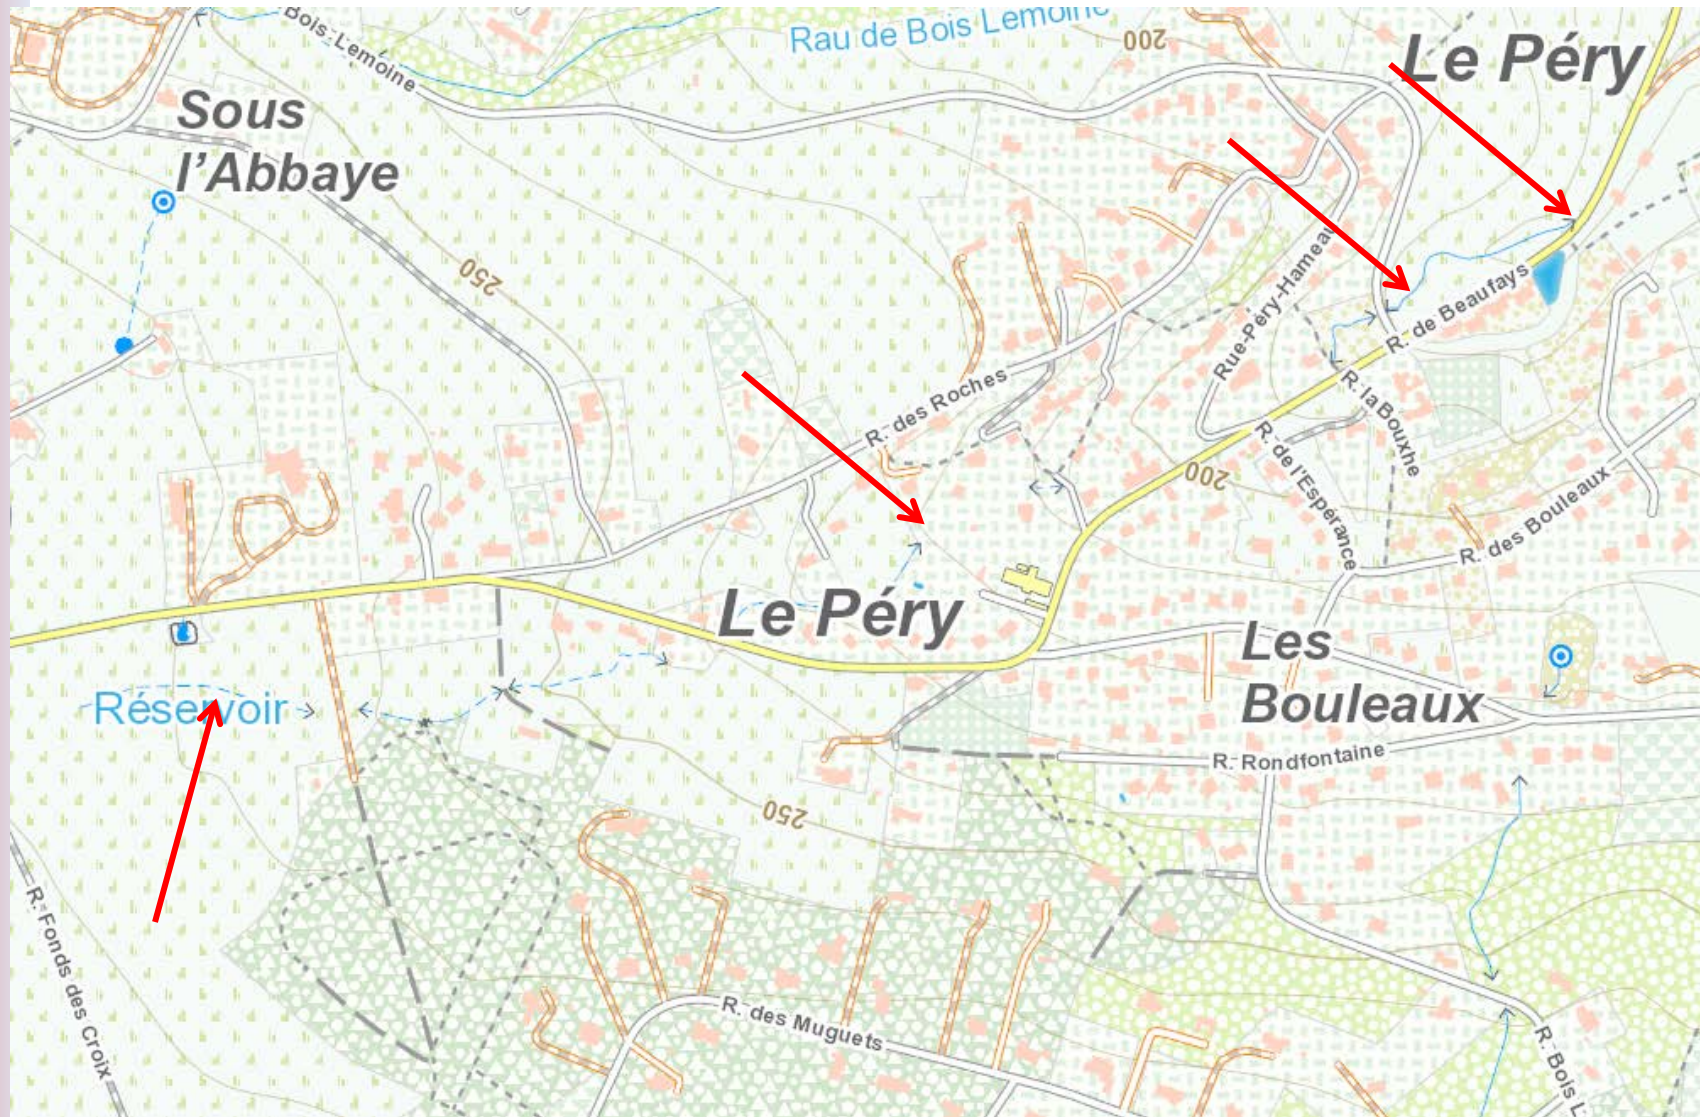 Bois-Lemoine
Rau de Bois Lemoine
200
Le Péry
Sous
l'Abbaye
250
Rue-Péry-Hameau
R. de Beaufays
R. des Roches
R. la Bouxhe
R. de l'Esperance
200
R. des Bouleaux
Le Péry
Les
Bouleaux
Réservoir
R. Rondfontaine
250
R. Fonds des Croix
R. des Muguets
R. Bois L